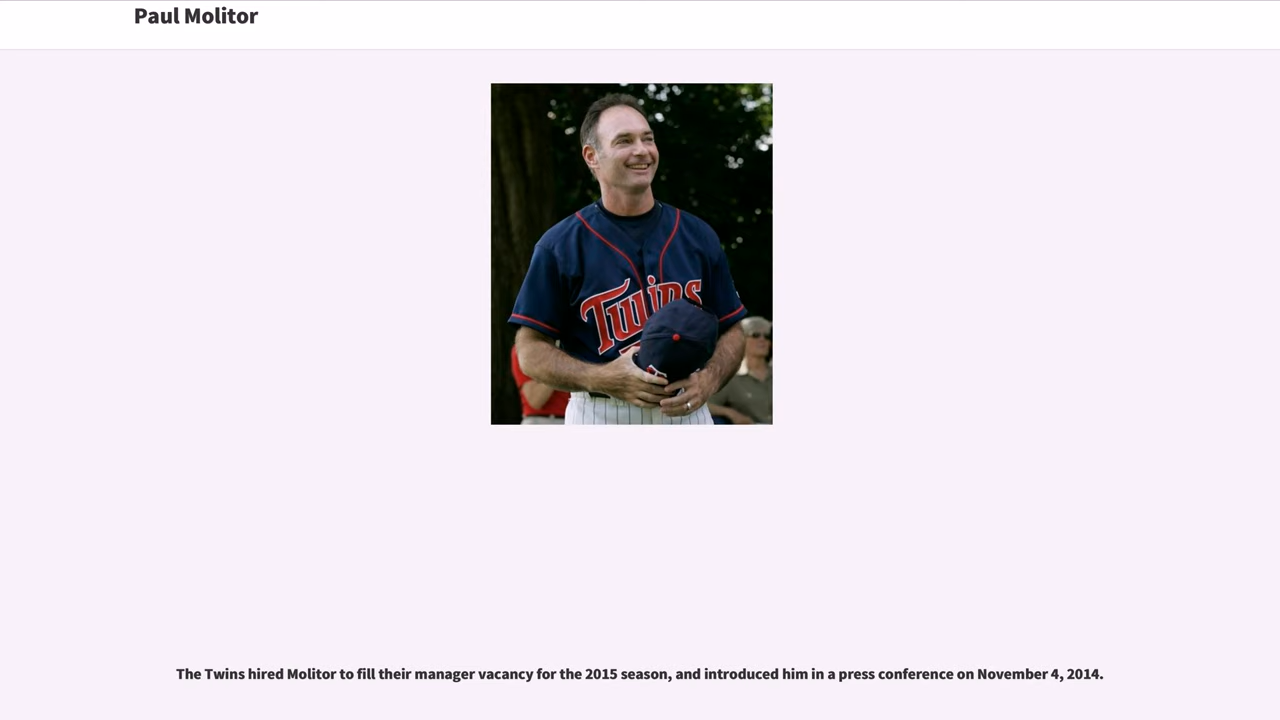 Paul Molitor
Twins
The Twins hired Molitor to fill their manager vacancy for the 2015 season, and introduced him in a press conference on November 4, 2014.